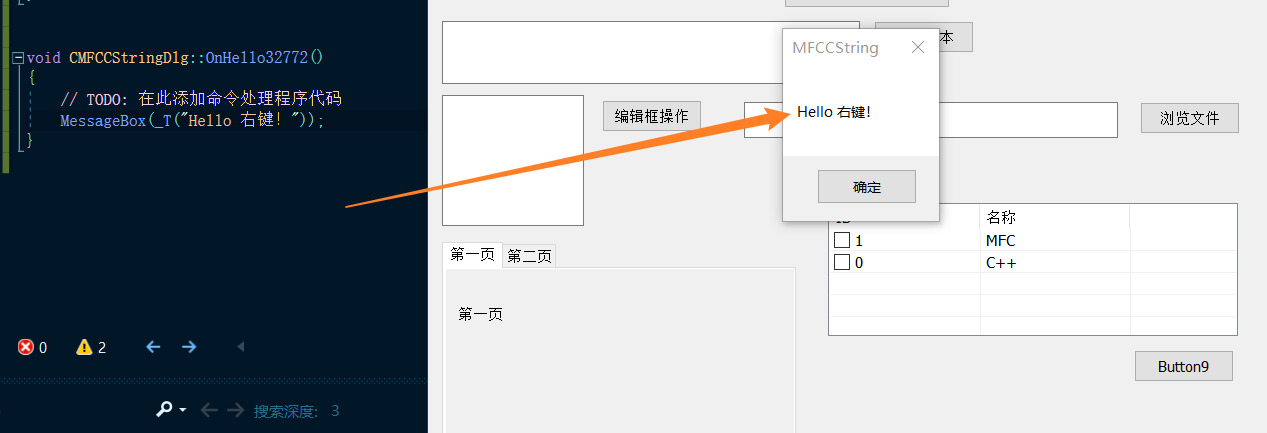 void CMFCCStringDlg::OnHello32772()
{
// TODO: 在此添加命令处理程序代码
MessageBox(_T("Hello 右键！"));
}
0
2
搜索深度: 3
本
MFCCString
Hello 右键！
确定
编辑框操作
浏览文件
名称
1 MFC
0 C++
第一页 第二页
第一页
Button9